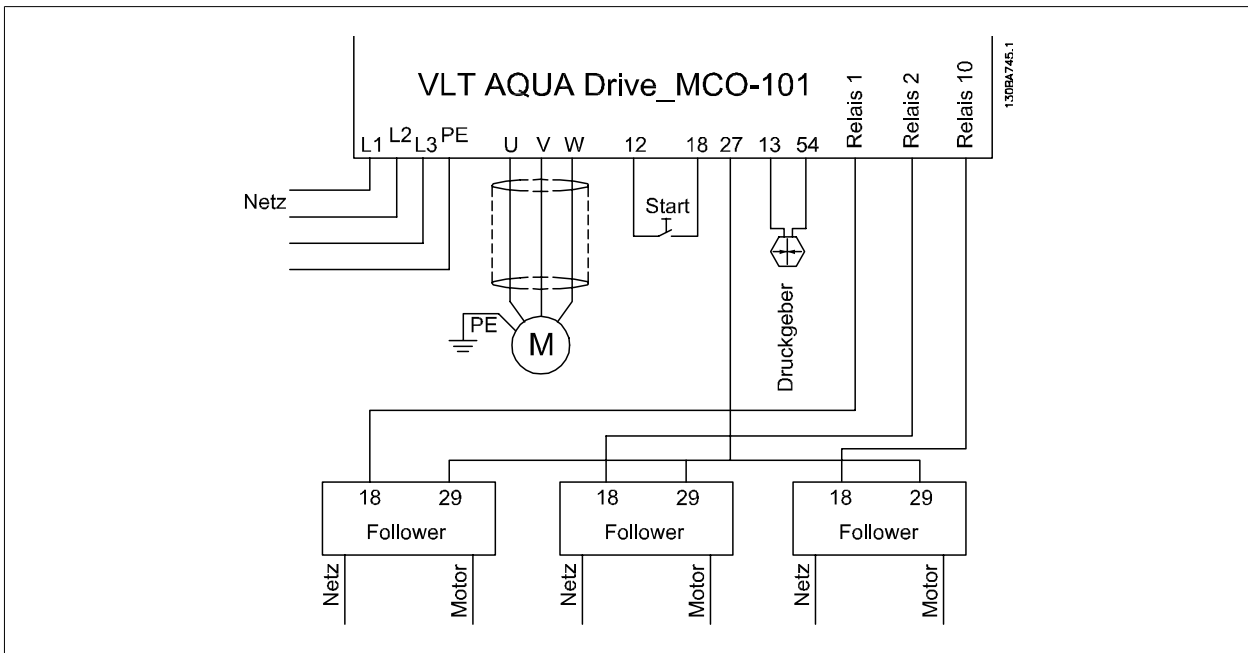 130BA745.1
VLT AQUA Drive_MCO-101
L1 L2 L3 PE U V W 12 18 27 13 54 Relais 1 Relais 2 Relais 10
Netz
Start
PE
M
Druckgeber
18 29 18 29 18 29
Follower Follower Follower
Netz Motor Netz Motor Netz Motor